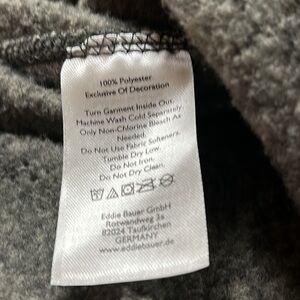 100% Polyester
Exclusive Of Decoration
Turn Garment Inside Out.
Machine Wash Cold Separately.
Only Non-Chlorine Bleach As
Needed.
Do Not Use Fabric Softeners.
Tumble Dry Low.
Do Not Iron.
Do Not Dry Clean.
Eddie Bauer GmbH
Rotwandweg 3a
82024 Taufkirchen
GERMANY
www.eddiebauer.de